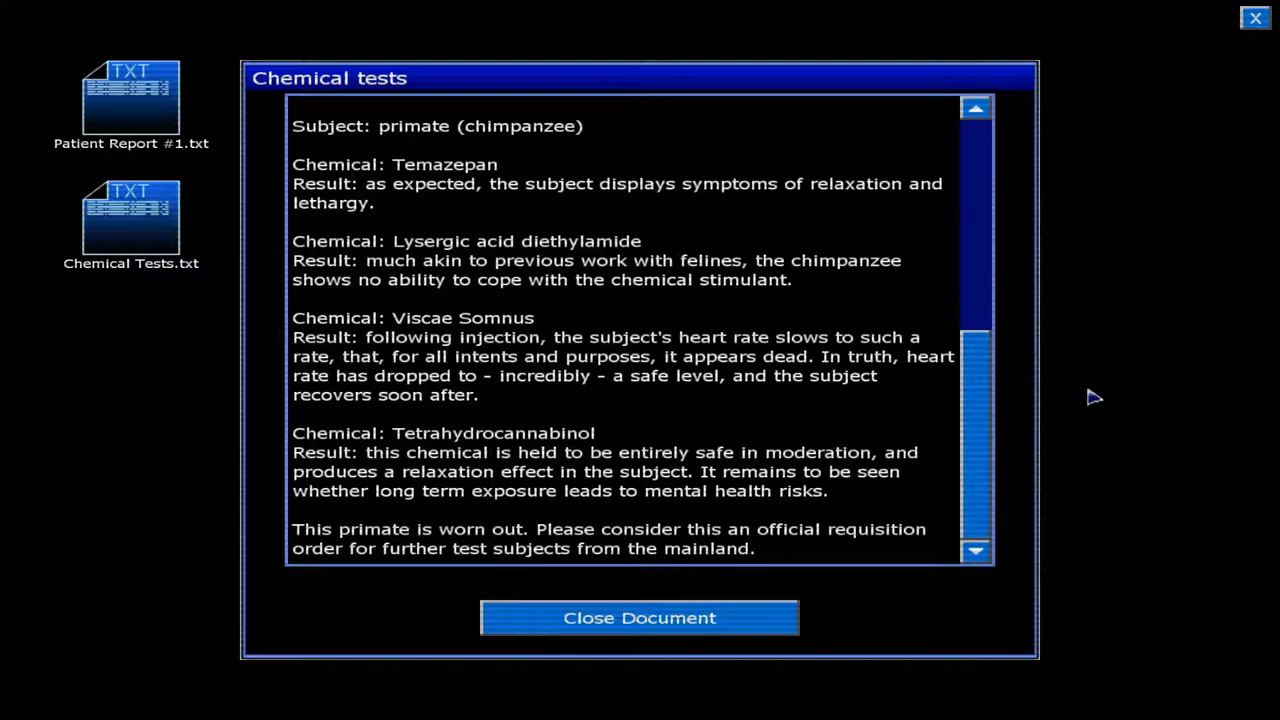 X
TXT
Patient Report #1.txt
TXT
Chemical Tests.txt
Chemical tests
Subject: primate (chimpanzee)
Chemical: Temazepan
Result: as expected, the subject displays symptoms of relaxation and
lethargy.
Chemical: Lysergic acid diethylamide
Result: much akin to previous work with felines, the chimpanzee
shows no ability to cope with the chemical stimulant.
Chemical: Viscae Somnus
Result: following injection, the subject's heart rate slows to such a
rate, that, for all intents and purposes, it appears dead. In truth, heart
rate has dropped to - incredibly - a safe level, and the subject
recovers soon after.
Chemical: Tetrahydrocannabinol
Result: this chemical is held to be entirely safe in moderation, and
produces a relaxation effect in the subject. It remains to be seen
whether long term exposure leads to mental health risks.
This primate is worn out. Please consider this an official requisition
order for further test subjects from the mainland.
Close Document